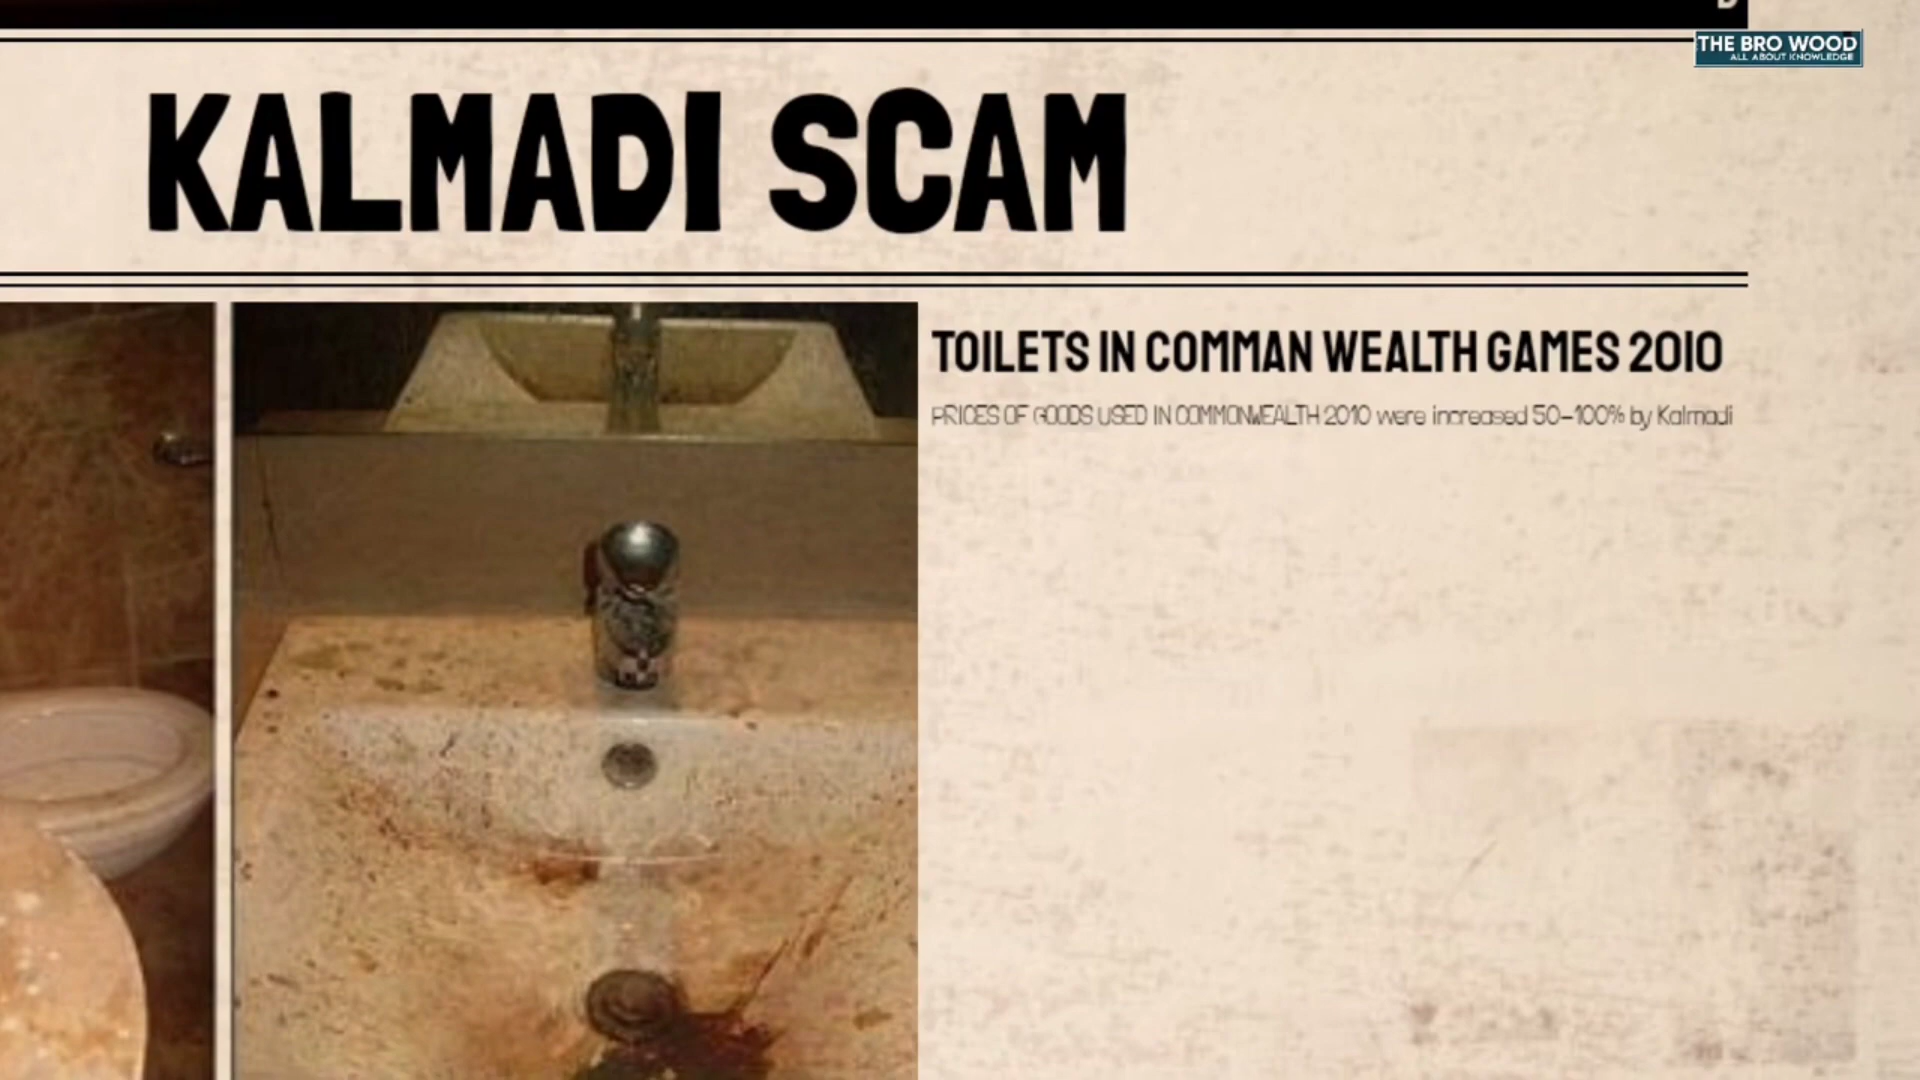 THE BRO WOOD
ALL ABOUT KNOWLEDGE
KALMADI SCAM
TOILETS IN COMMAN WEALTH GAMES 2010
PRICES OF GOODS USED IN COMMONWEALTH 2010 were increased 50-100% by Kalmadi